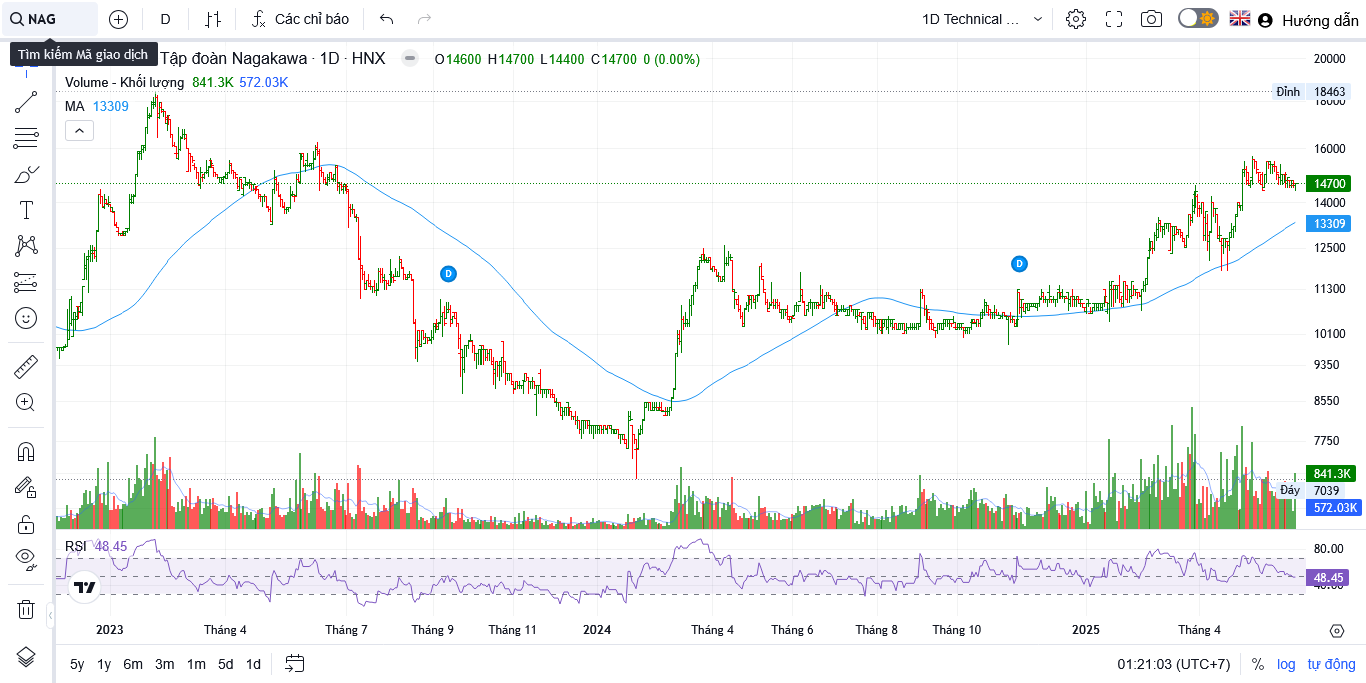 NAG
D
Các chỉ báo
1D Technical ...
Hướng dẫn
Tìm kiếm Mã giao dịch
Tập đoàn Nagakawa · 1D · HNX
O14600 H14700 L14400 C14700 0 (0.00%)
Volume - Khối lượng 841.3K 572.03K
MA 13309
20000
Đỉnh 18463
18000
16000
14700
14000
13309
12500
D
D
11300
10100
9350
8550
7750
841.3K
Đáy 7039
572.03K
RSI 48.45
80.00
48.45
40.00
2023 Tháng 4 Tháng 7 Tháng 9 Tháng 11 2024 Tháng 4 Tháng 6 Tháng 8 Tháng 10 2025 Tháng 4
5y 1y 6m 3m 1m 5d 1d
01:21:03 (UTC+7) % log tự động